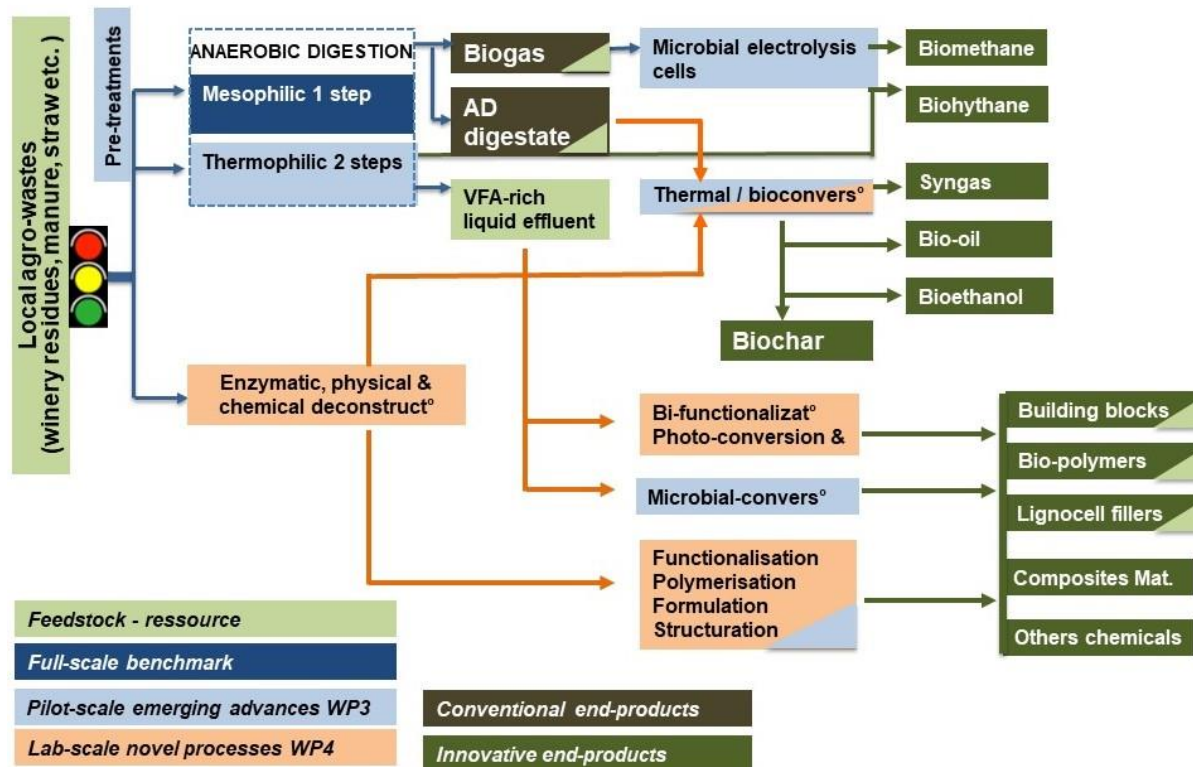 Local agro-wastes
(winery residues, manure, straw etc.)
Pre-treatments
ANAEROBIC DIGESTION
Mesophilic 1 step
Thermophilic 2 steps
Biogas
AD
digestate
VFA-rich
liquid effluent
Microbial electrolysis
cells
Thermal / bioconvers°
Biomethane
Biohythane
Syngas
Bio-oil
Bioethanol
Biochar
Enzymatic, physical &
chemical deconstruct°
Bi-functionalizat°
Photo-conversion &
Microbial-convers°
Functionalisation
Polymerisation
Formulation
Structuration
Building blocks
Bio-polymers
Lignocell fillers
Composites Mat.
Others chemicals
Feedstock - ressource
Full-scale benchmark
Pilot-scale emerging advances WP3
Lab-scale novel processes WP4
Conventional end-products
Innovative end-products